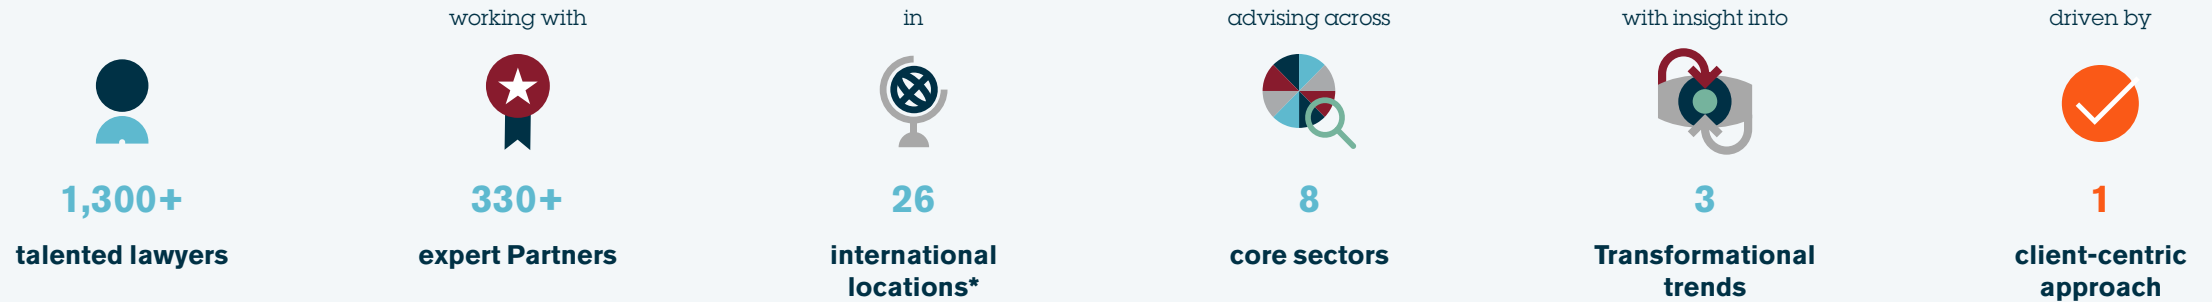 1,300+
talented lawyers
working with
330+
expert Partners
in
26
international
locations*
advising across
8
core sectors
with insight into
3
Transformational
trends
driven by
1
client-centric
approach